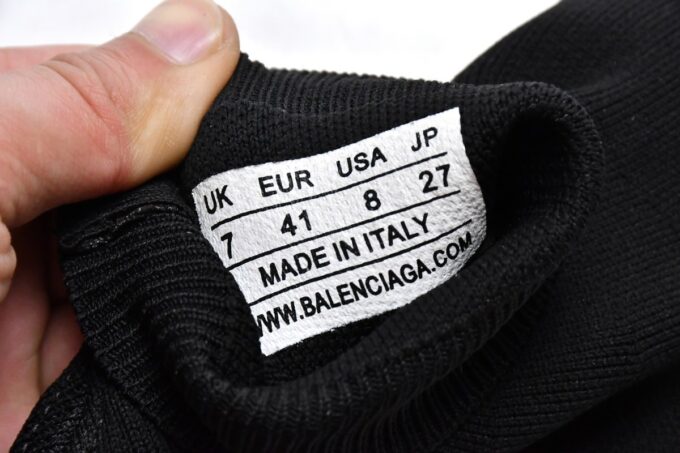 UK EUR USA JP
7 41 8 27
MADE IN ITALY
WWW.BALENCIAGA.COM